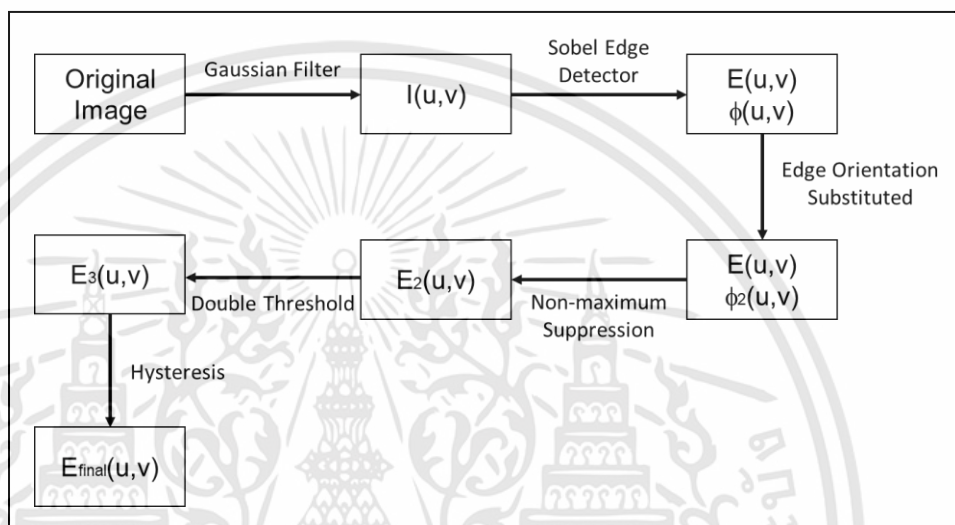 Original
Image
Gaussian Filter
I(u,v)
Sobel Edge
Detector
E(u,v)
ϕ(u,v)
Edge Orientation
Substituted
E(u,v)
ϕ2(u,v)
Non-maximum
Suppression
E2(u,v)
Double Threshold
E3(u,v)
Hysteresis
Efinal(u,v)